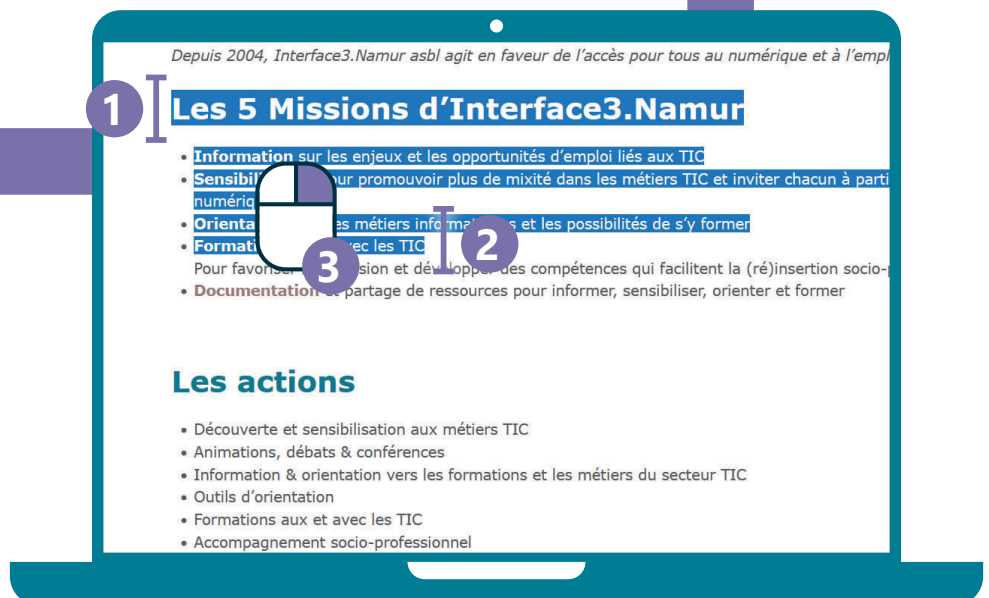 Depuis 2004, Interface3.Namur asbl agit en faveur de l’accès pour tous au numérique et à l’empl
1
Les 5 Missions d’Interface3.Namur
• Information sur les enjeux et les opportunités d’emploi liés aux TIC
• Sensibili our promouvoir plus de mixité dans les métiers TIC et inviter chacun à parti
numériq
• Orienta es métiers informa s et les possibilités de s’y former
2
• Formati vec les TIC
3
Pour favoriser sion et développer des compétences qui facilitent la (ré)insertion socio-p
• Documentation et partage de ressources pour informer, sensibiliser, orienter et former
Les actions
• Découverte et sensibilisation aux métiers TIC
• Animations, débats & conférences
• Information & orientation vers les formations et les métiers du secteur TIC
• Outils d’orientation
• Formations aux et avec les TIC
• Accompagnement socio-professionnel